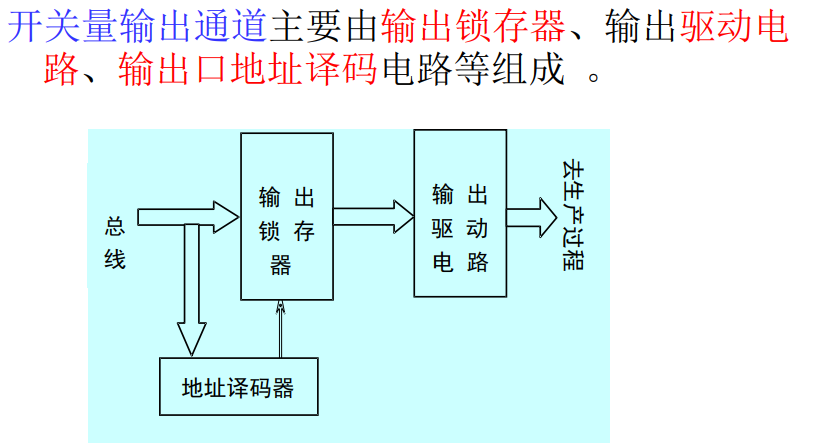 开关量输出通道主要由输出锁存器、输出驱动电
路、输出口地址译码电路等组成 。
总
线
输 出
锁 存
器
输 出
驱 动
电 路
去生产过程
地址译码器